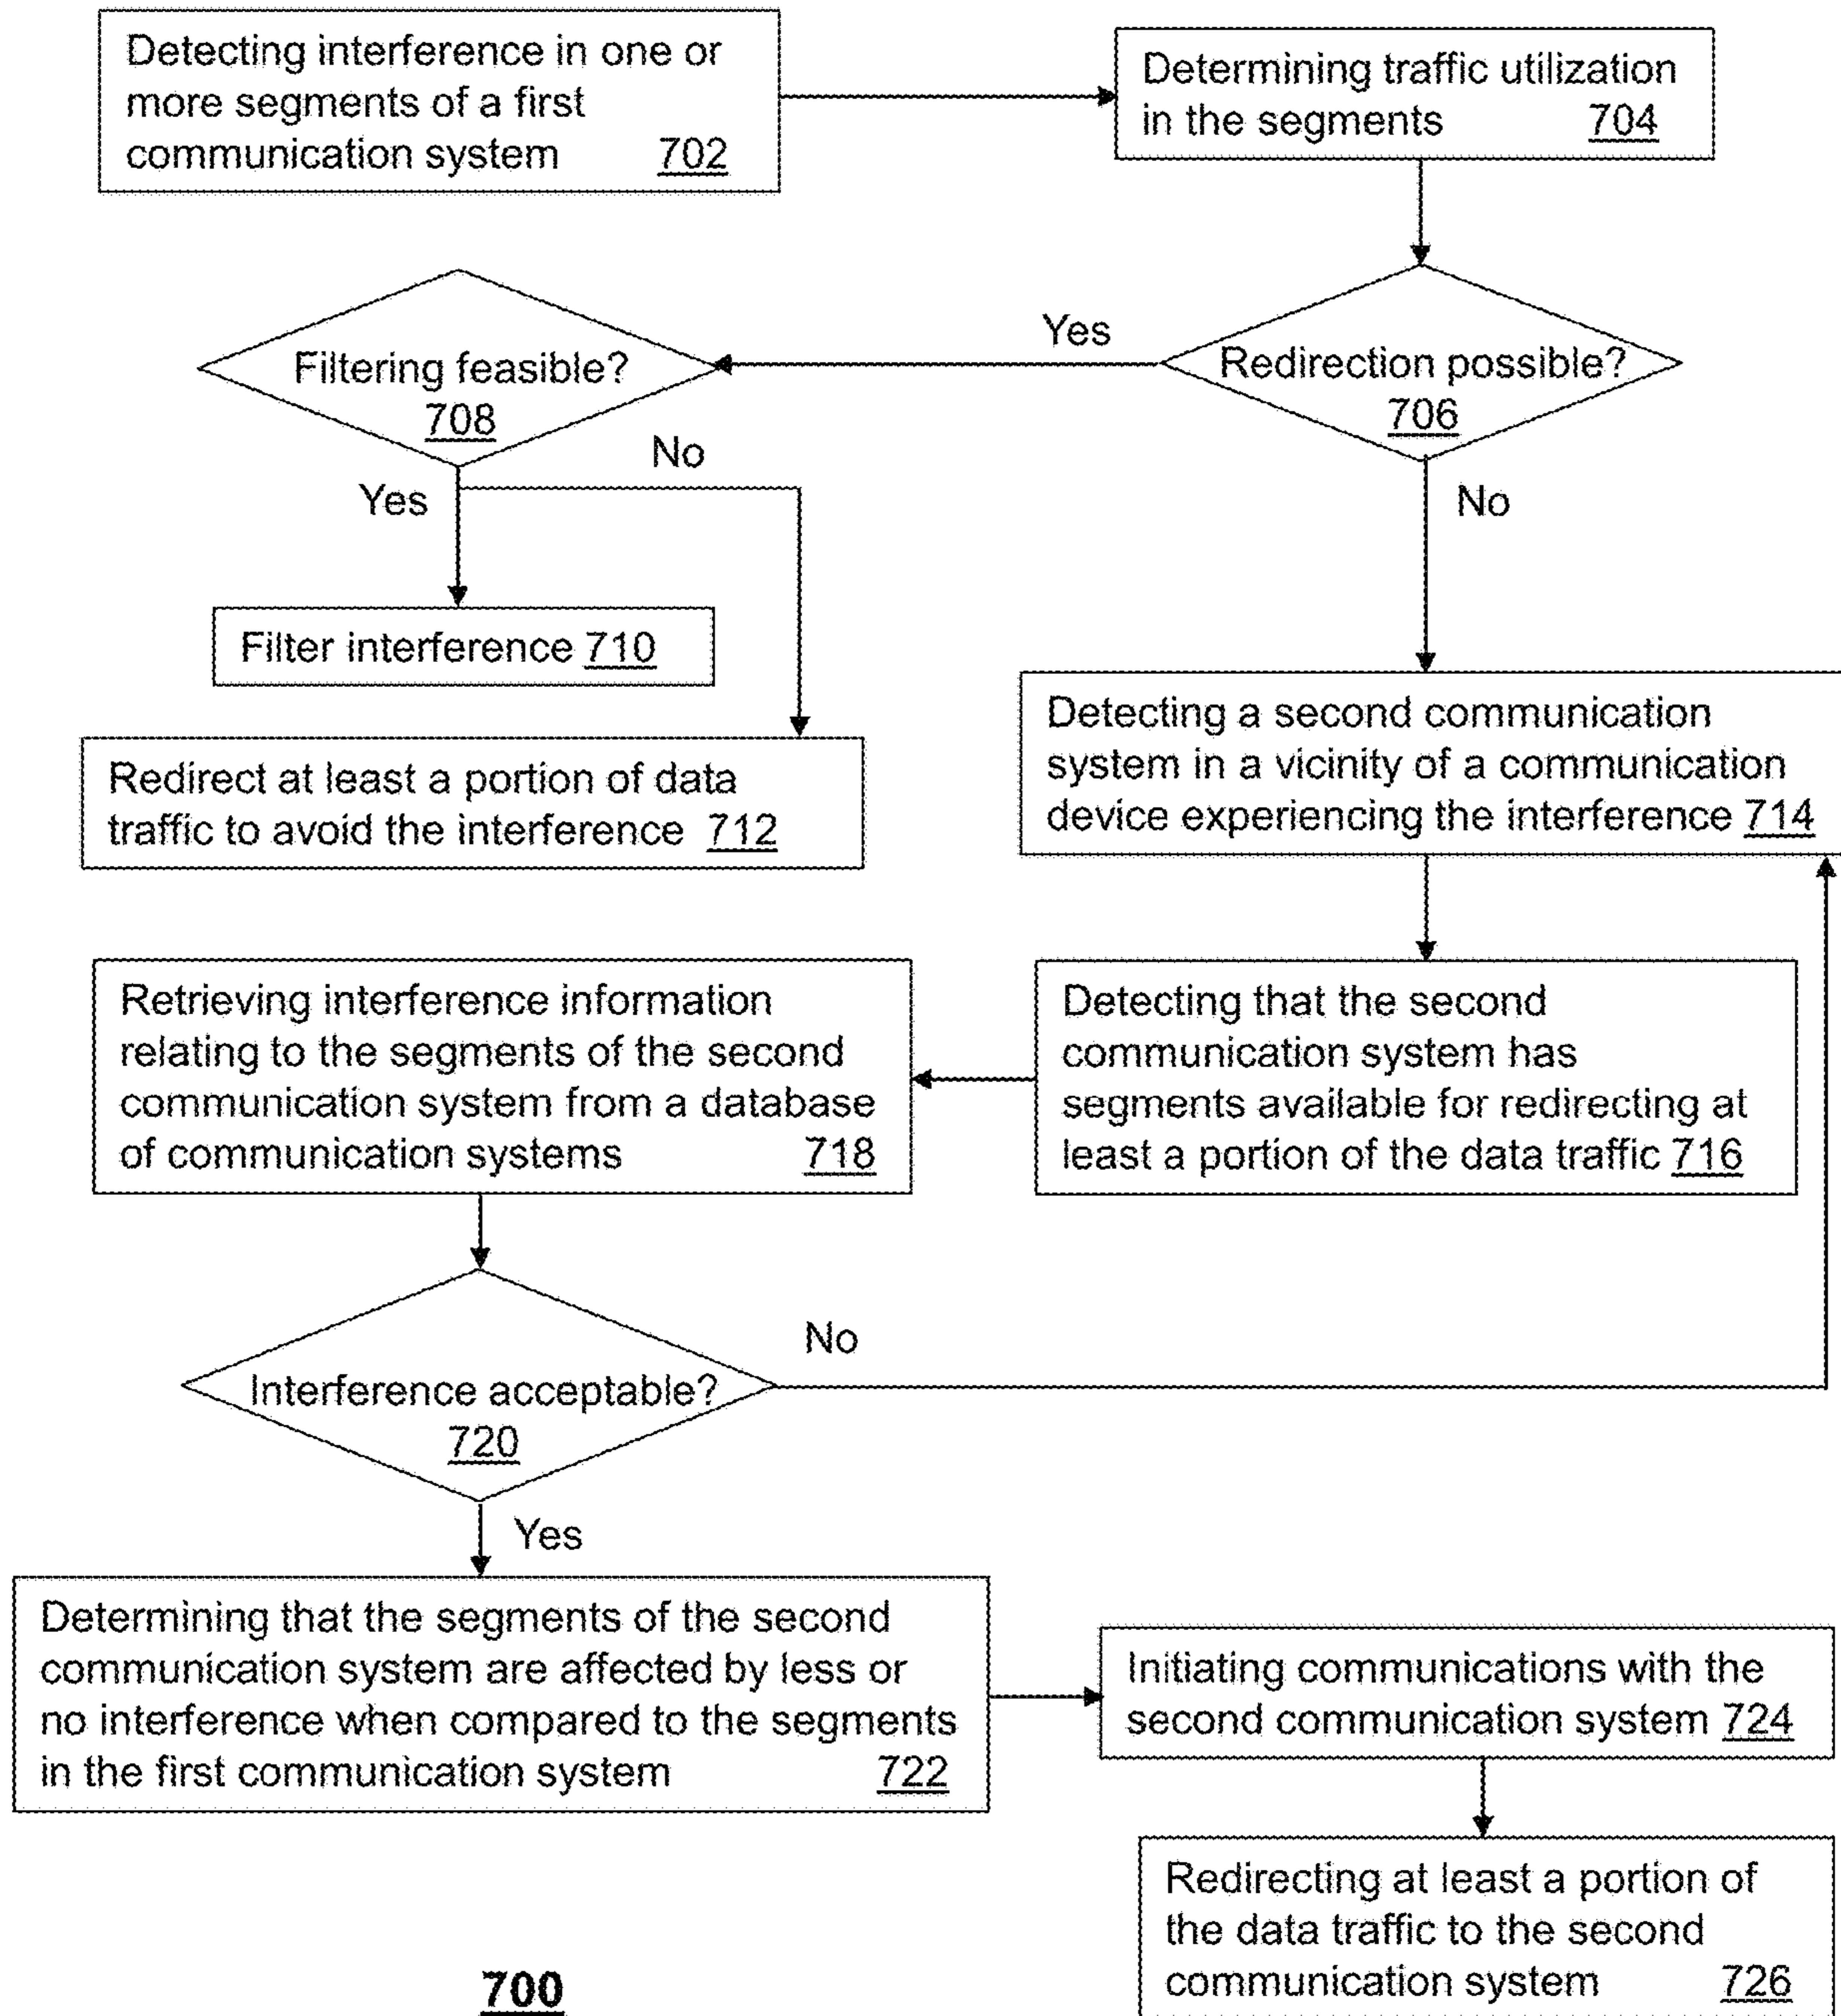 Detecting interference in one or
more segments of a first
communication system 702
Determining traffic utilization
in the segments 704
Redirection possible?
706
Yes
No
Filtering feasible?
708
No
Yes
Filter interference 710
Redirect at least a portion of data
traffic to avoid the interference 712
Detecting a second communication
system in a vicinity of a communication
device experiencing the interference 714
Detecting that the second
communication system has
segments available for redirecting at
least a portion of the data traffic 716
Retrieving interference information
relating to the segments of the second
communication system from a database
of communication systems 718
Interference acceptable?
720
No
Yes
Determining that the segments of the second
communication system are affected by less or
no interference when compared to the segments
in the first communication system 722
Initiating communications with the
second communication system 724
Redirecting at least a portion of
the data traffic to the second
communication system 726
700